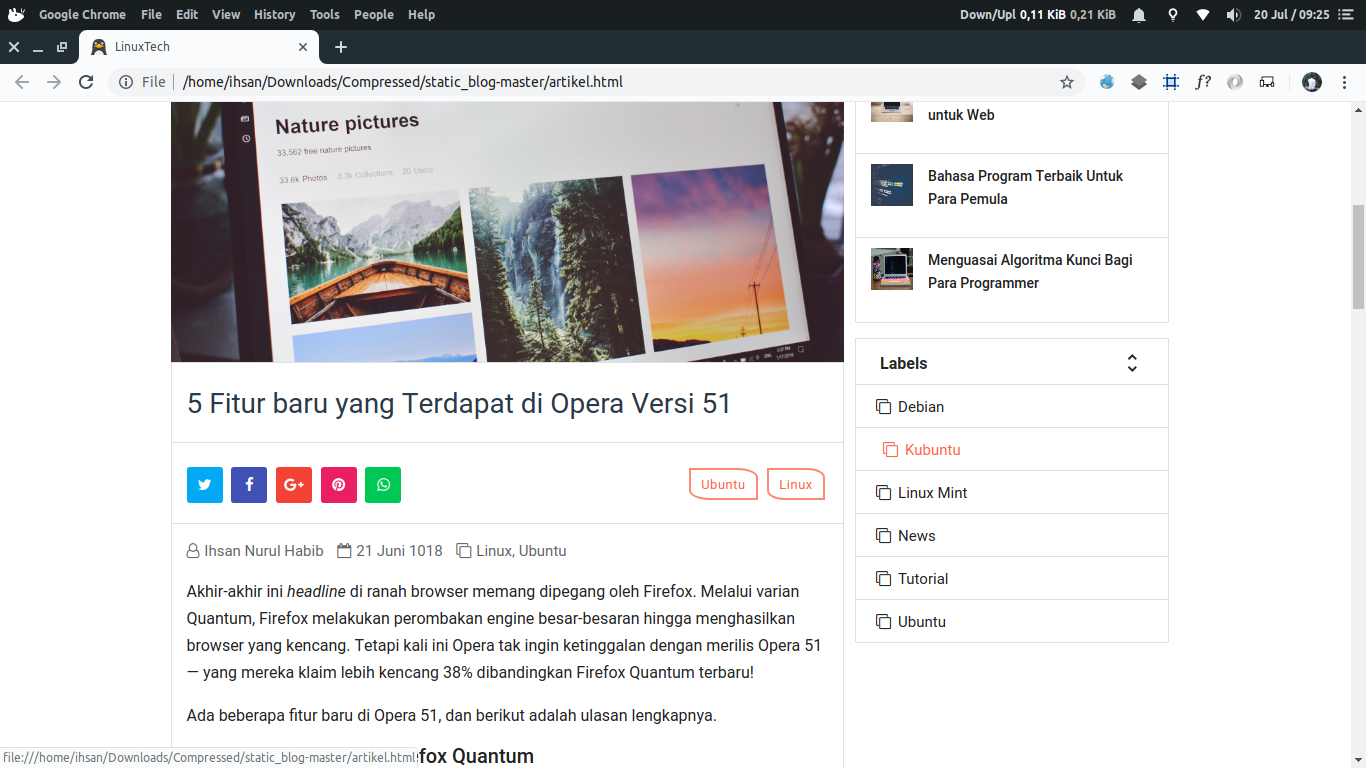 Google Chrome File Edit View History Tools People Help Down/Upl 0,11 KiB 0,21 KiB 20 Jul / 09:25
LinuxTech
File /home/ihsan/Downloads/Compressed/static_blog-master/artikel.html f?
Nature pictures
33,562 free nature pictures
33.6k Photos 8.3k Collections 20 Users
ENG 3:37 PM
1/17/2018
5 Fitur baru yang Terdapat di Opera Versi 51
Ubuntu Linux
Ihsan Nurul Habib 21 Juni 1018 Linux, Ubuntu
Akhir-akhir ini headline di ranah browser memang dipegang oleh Firefox. Melalui varian
Quantum, Firefox melakukan perombakan engine besar-besaran hingga menghasilkan
browser yang kencang. Tetapi kali ini Opera tak ingin ketinggalan dengan merilis Opera 51
— yang mereka klaim lebih kencang 38% dibandingkan Firefox Quantum terbaru!
Ada beberapa fitur baru di Opera 51, dan berikut adalah ulasan lengkapnya.
fox Quantum
file:///home/ihsan/Downloads/Compressed/static_blog-master/artikel.html
untuk Web
Bahasa Program Terbaik Untuk
Para Pemula
Menguasai Algoritma Kunci Bagi
Para Programmer
Labels
Debian
Kubuntu
Linux Mint
News
Tutorial
Ubuntu